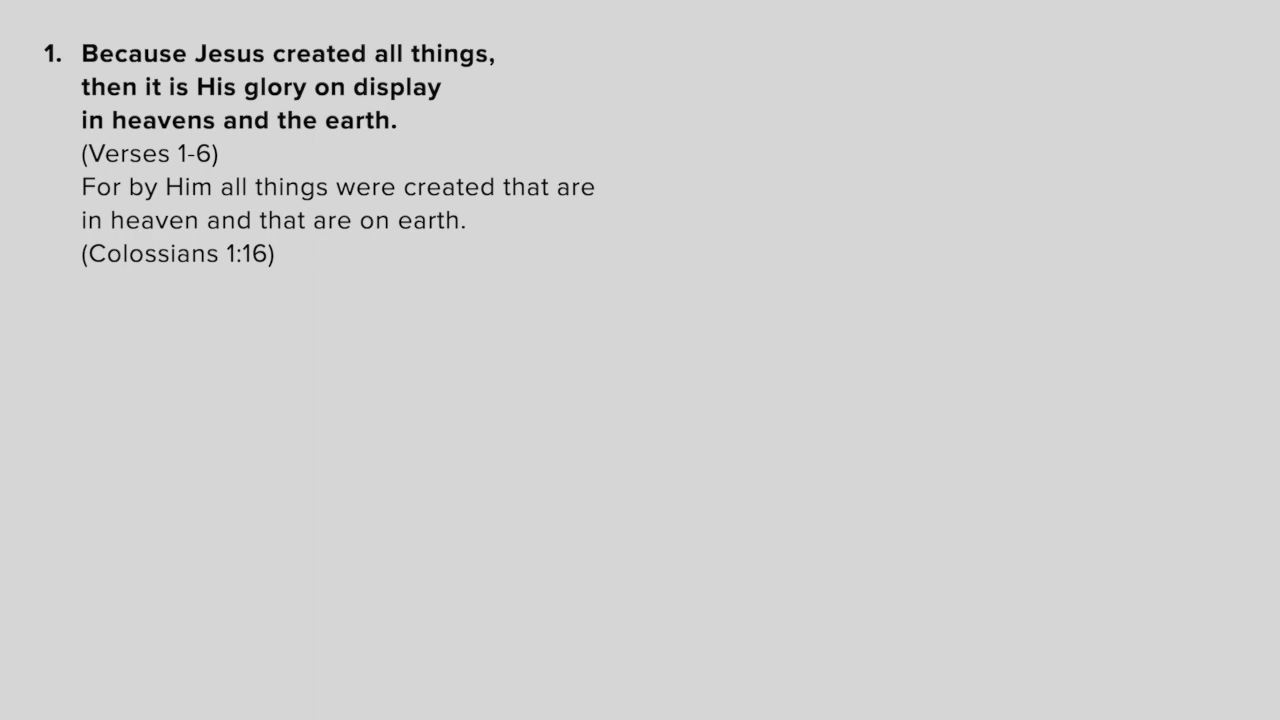 1. Because Jesus created all things,
then it is His glory on display
in heavens and the earth.
(Verses 1-6)
For by Him all things were created that are
in heaven and that are on earth.
(Colossians 1:16)